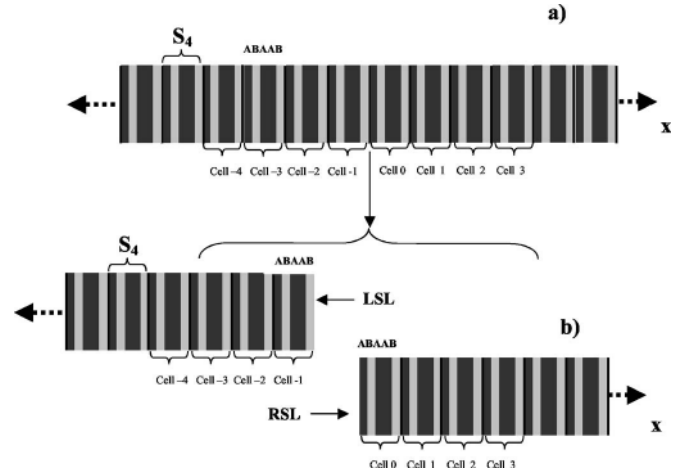 a)
S4
ABAAB
x
Cell –4 Cell –3 Cell –2 Cell -1 Cell 0 Cell 1 Cell 2 Cell 3
S4
ABAAB
LSL
b)
ABAAB
Cell –4 Cell –3 Cell –2 Cell -1
RSL
x
Cell 0 Cell 1 Cell 2 Cell 3